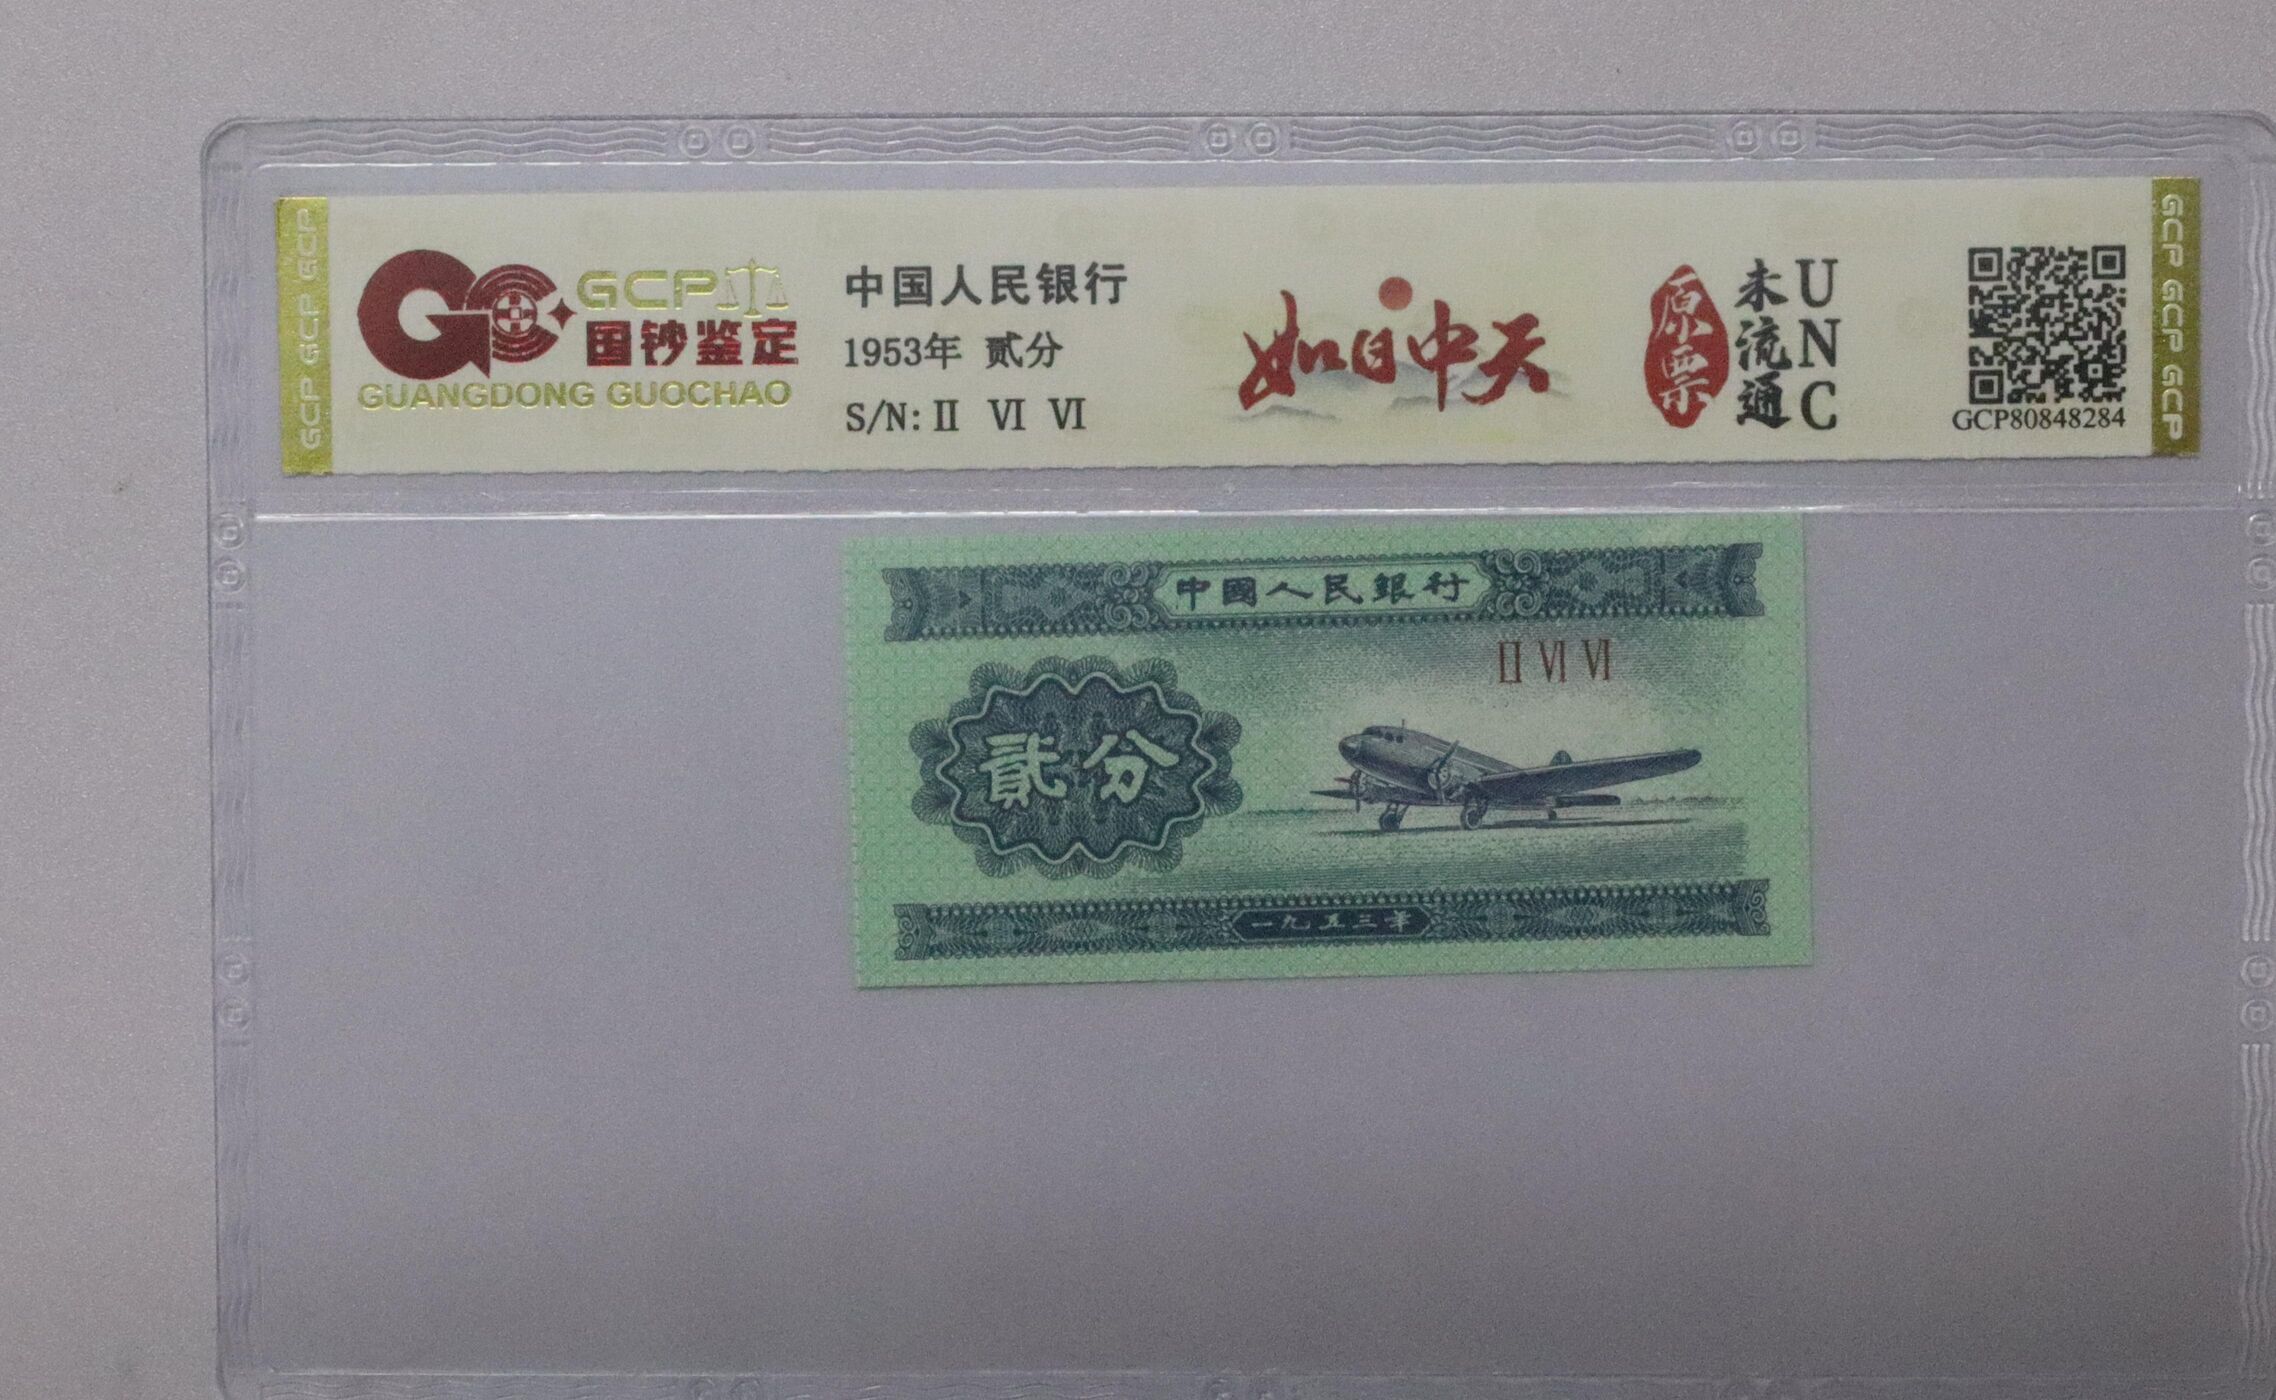 GCP GCP GCP
GCP
国钞鉴定
GUANGDONG GUOCHAO
中国人民银行
1953年 贰分
S/N: II VI VI
如日中天
原票
未流通
UNC
GCP80848284
GCP GCP GCP
中國人民銀行
II VI VI
貳分
一九五三年